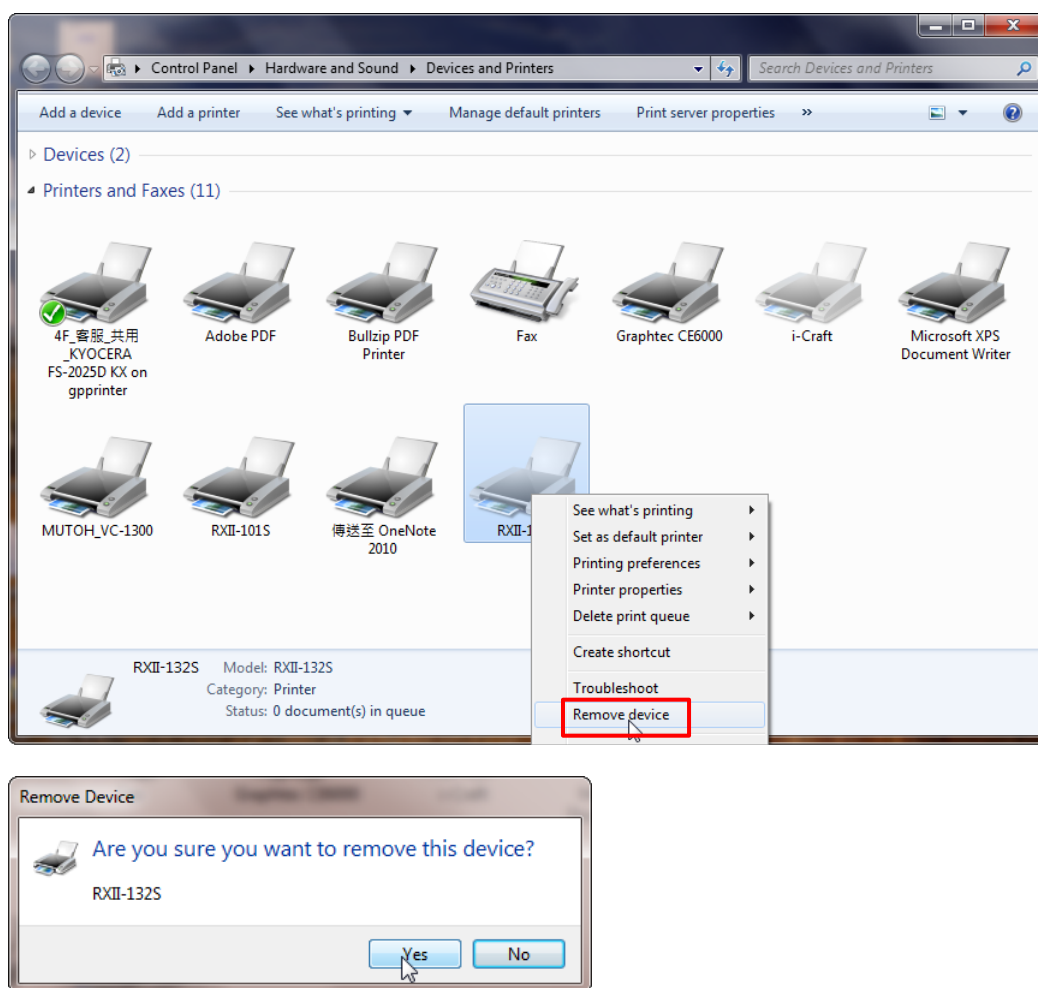 Control Panel ▸ Hardware and Sound ▸ Devices and Printers
Search Devices and Printers
Add a device Add a printer See what's printing Manage default printers Print server properties »
Devices (2)
Printers and Faxes (11)
4F_客服_共用
_KYOCERA
FS-2025D KX on
gpprinter
Adobe PDF
Bullzip PDF
Printer
Fax
Graphtec CE6000
i-Craft
Microsoft XPS
Document Writer
MUTOH_VC-1300
RXII-101S
傳送至 OneNote
2010
RXII-1
See what's printing
Set as default printer
Printing preferences
Printer properties
Delete print queue
Create shortcut
Troubleshoot
Remove device
RXII-132S Model: RXII-132S
Category: Printer
Status: 0 document(s) in queue
Remove Device
Are you sure you want to remove this device?
RXII-132S
Yes No